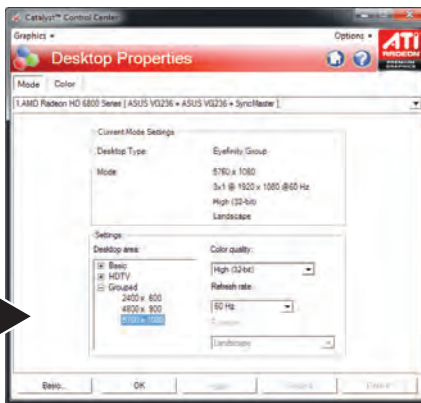 Catalyst™ Control Center
Graphics
Options
ATI
RADEON
PREMIUM
GRAPHICS
Desktop Properties
Mode
Color
1.AMD Radeon HD 6800 Series [ ASUS VG236 + ASUS VG236 + SyncMaster ]
Current Mode Settings
Desktop Type:
Eyefinity Group
Mode
5760 x 1080
3x1 @ 1920 x 1080 @60 Hz
High (32-bit)
Landscape
Settings:
Desktop area:
Color quality:
Basic
HDTV
Grouped
2400 x 600
4800 x 900
5760 x 1080
High (32-bit)
Refresh rate:
60 Hz
Landscape
Basic...
OK